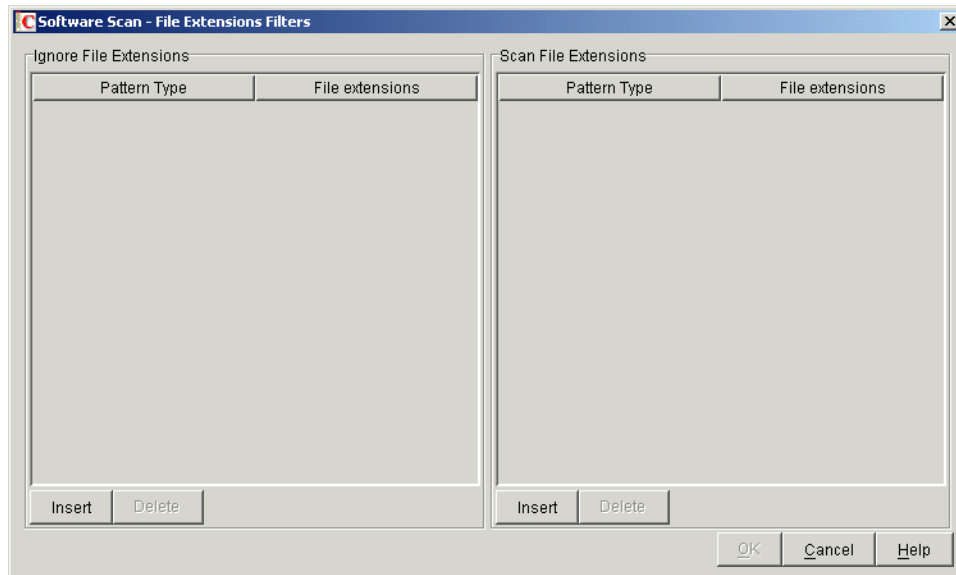 Software Scan - File Extensions Filters
Ignore File Extensions
Pattern Type File extensions
Insert Delete
Scan File Extensions
Pattern Type File extensions
Insert Delete
OK Cancel Help